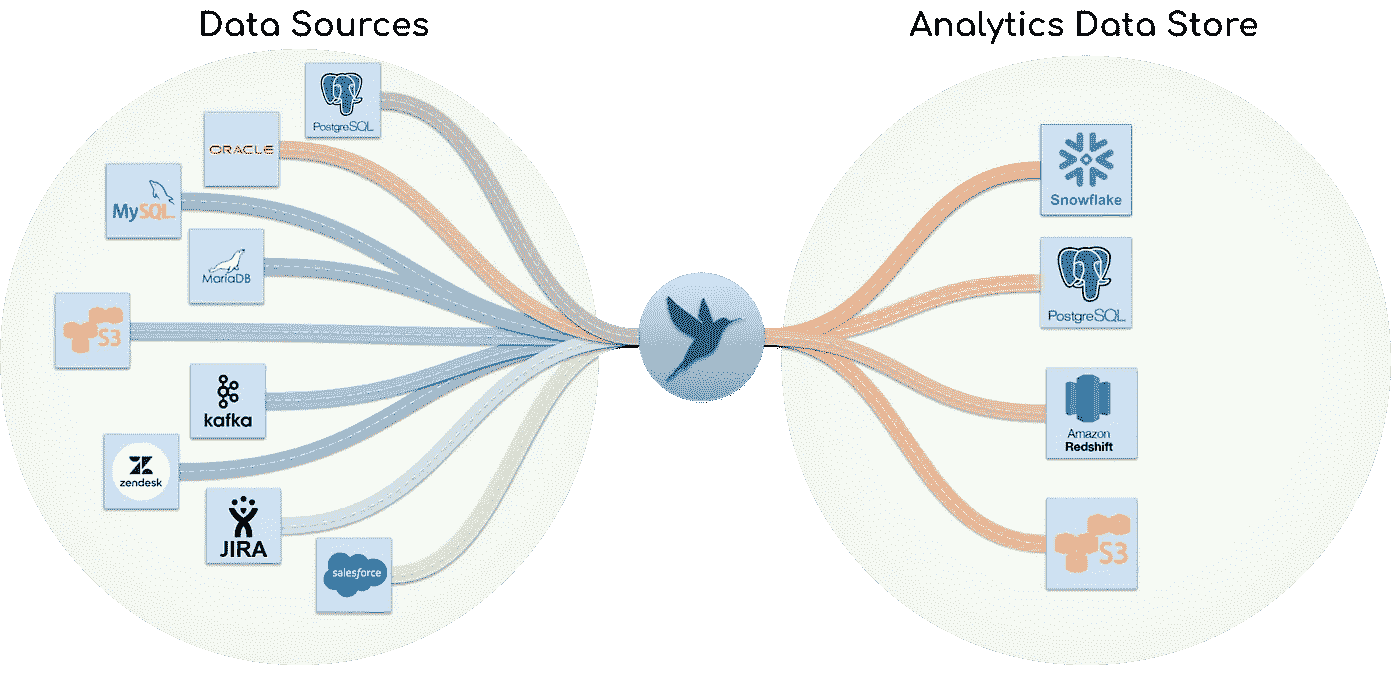 Data Sources
Analytics Data Store
PostgreSQL
ORACLE
MySQL
MariaDB
S3
kafka
zendesk
JIRA
salesforce
Snowflake
PostgreSQL
Amazon
Redshift
S3